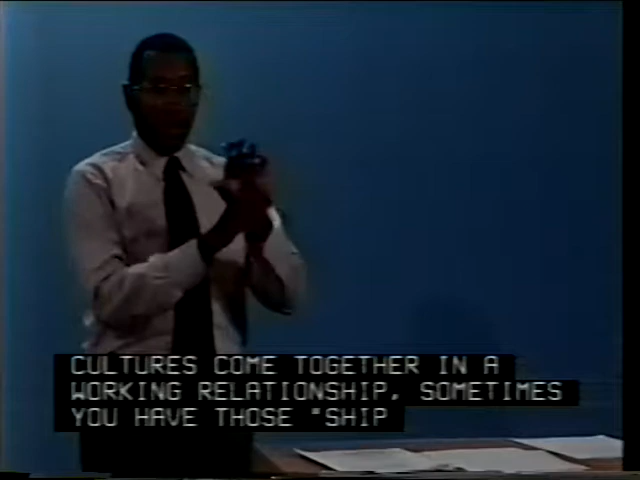 CULTURES COME TOGETHER IN A
WORKING RELATIONSHIP, SOMETIMES
YOU HAVE THOSE "SHIP